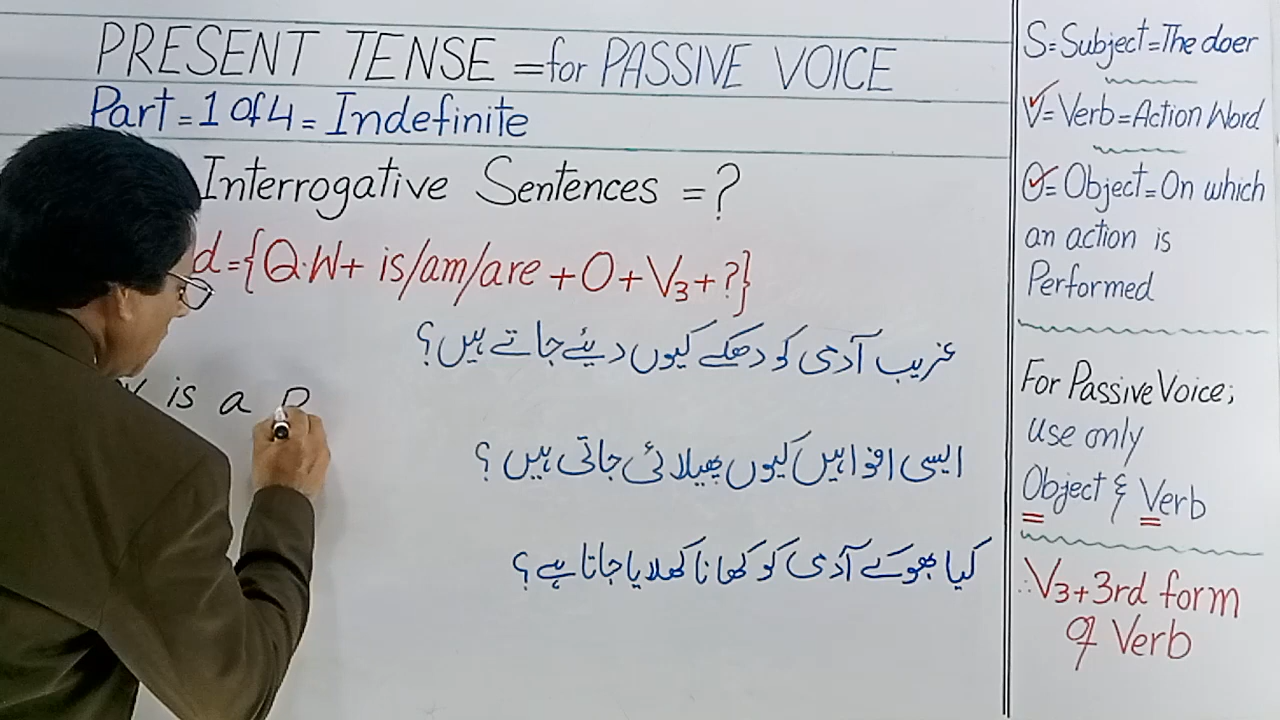 PRESENT TENSE = for PASSIVE VOICE
Part = 1 of 4 = Indefinite
Interrogative Sentences = ?
d = {Q.W + is/am/are + O + V3 + ?}
غریب آدمی کو دھکے کیوں دیئے جاتے ہیں؟
is a P
ایسی افواہیں کیوں پھیلائی جاتی ہیں؟
کیا بھوکے آدمی کو کھانا کھلایا جاتا ہے؟
S = Subject = The doer
V = Verb = Action Word
O = Object = On which
an action is
Performed
For Passive Voice;
use only
Object & Verb
∴ V3 + 3rd form
of Verb